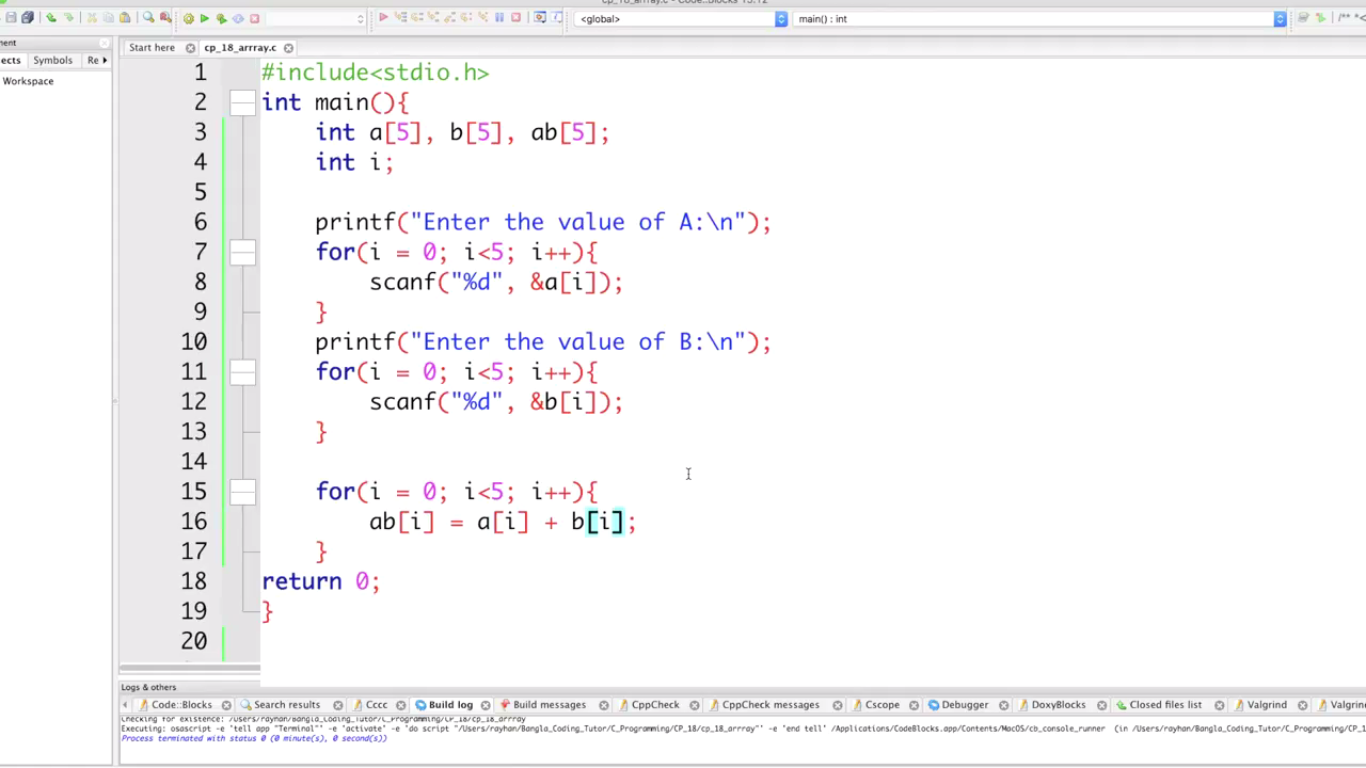 cp_18_array.c - Code::Blocks 13.12
<global>
main() : int
ment
Start here
cp_18_arrray.c
ects Symbols Re
Workspace
1 #include<stdio.h>
2 int main(){
3 int a[5], b[5], ab[5];
4 int i;
5
6 printf("Enter the value of A:\n");
7 for(i = 0; i<5; i++){
8 scanf("%d", &a[i]);
9 }
10 printf("Enter the value of B:\n");
11 for(i = 0; i<5; i++){
12 scanf("%d", &b[i]);
13 }
14
15 for(i = 0; i<5; i++){
16 ab[i] = a[i] + b[i];
17 }
18 return 0;
19 }
20
Logs & others
Code::Blocks Search results Cccc Build log Build messages CppCheck CppCheck messages Cscope Debugger DoxyBlocks Closed files list Valgrind Valgrin
Checking for existence: /Users/rayhan/Bangla_Coding_Tutor/C_Programming/CP_18/cp_18_arrray
Executing: osascript -e 'tell app "Terminal"' -e 'activate' -e 'do script "/Users/rayhan/Bangla_Coding_Tutor/C_Programming/CP_18/cp_18_arrray"' -e 'end tell' /Applications/CodeBlocks.app/Contents/MacOS/cb_console_runner (in /Users/rayhan/Bangla_Coding_Tutor/C_Programming/CP_1
Process terminated with status 0 (0 minute(s), 0 second(s))